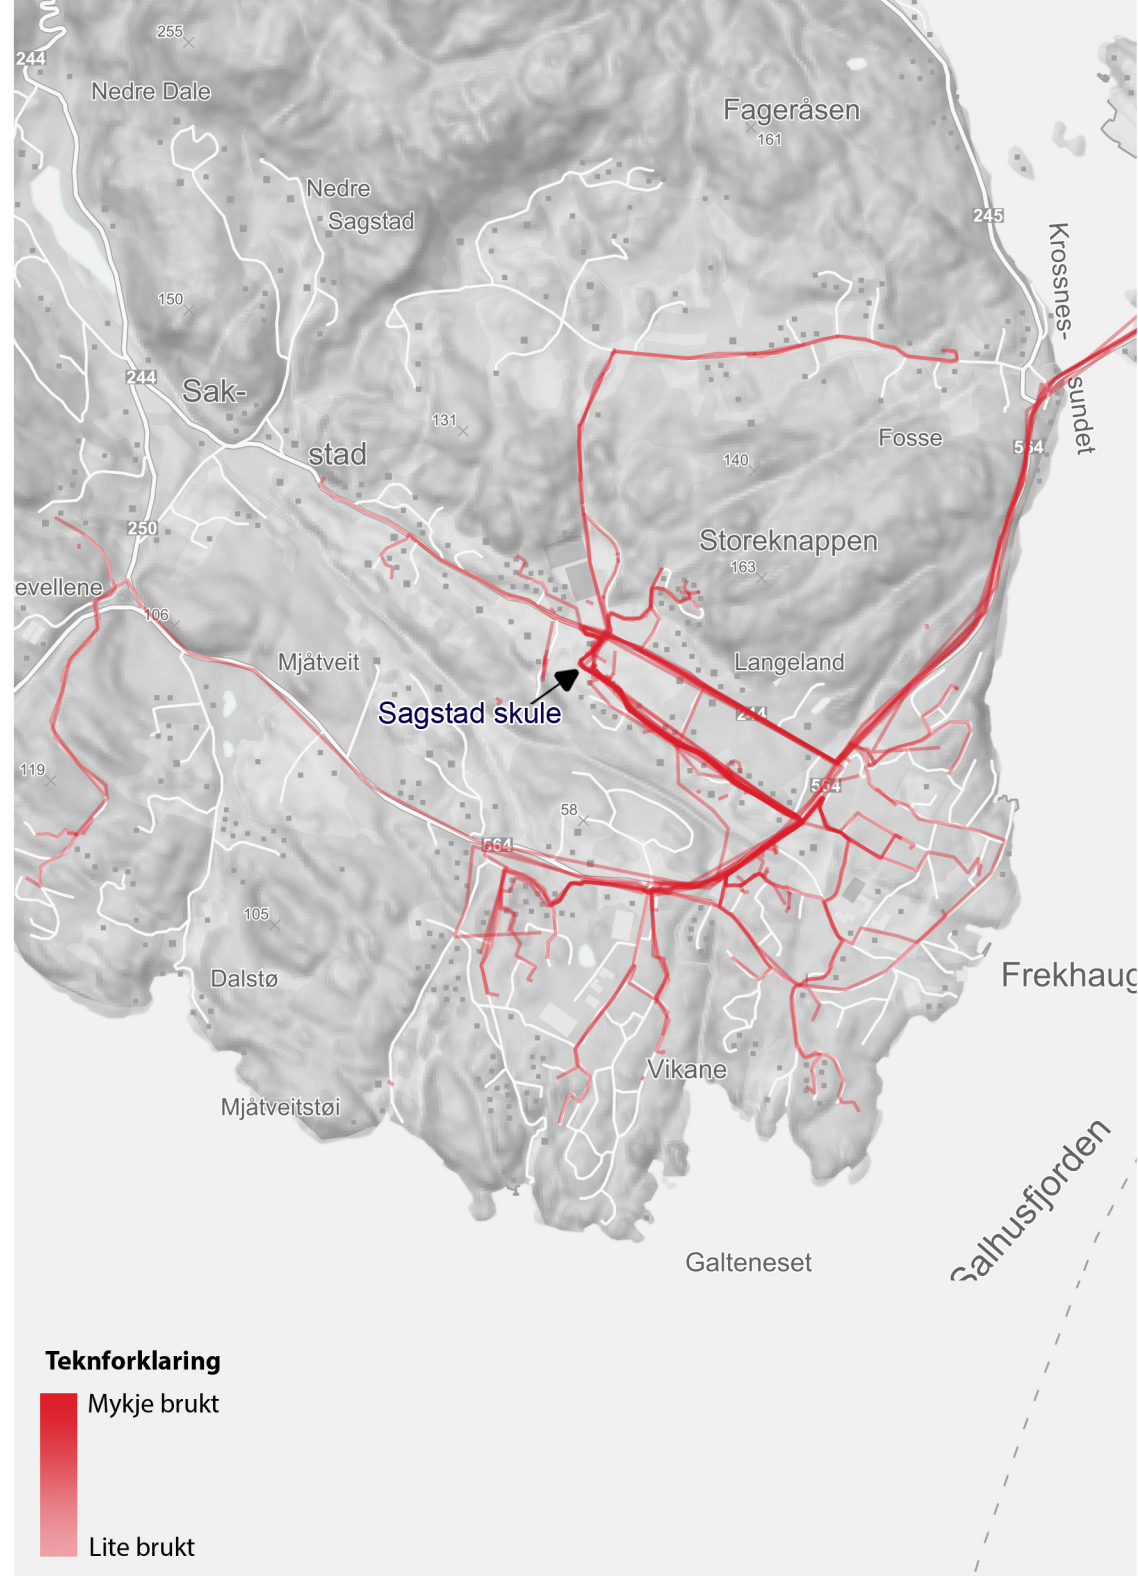 255
244
Nedre Dale
Fageråsen
161
Nedre
Sagstad
245
Krossnes-
sundet
150
244
Sak-
stad
131
Fosse
564
140
250
Storeknappen
163
evellene
106
Mjåtveit
Langeland
Sagstad skule
244
119
564
58
564
105
Dalstø
Frekhaug
Vikane
Mjåtveitstøi
Salhusfjorden
Galteneset
Teknforklaring
Mykje brukt
Lite brukt